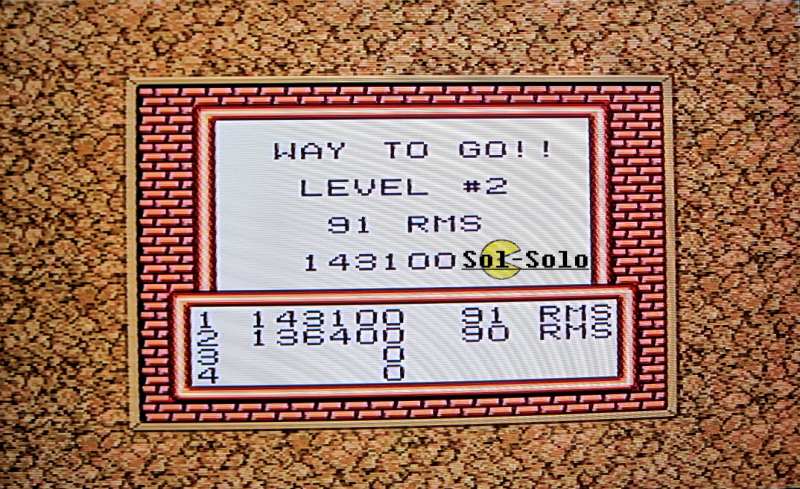 WAY TO GO!!
LEVEL #2
91 RMS
143100 Sol-Solo
1 143100 91 RMS
2 136400 90 RMS
3 0
4 0